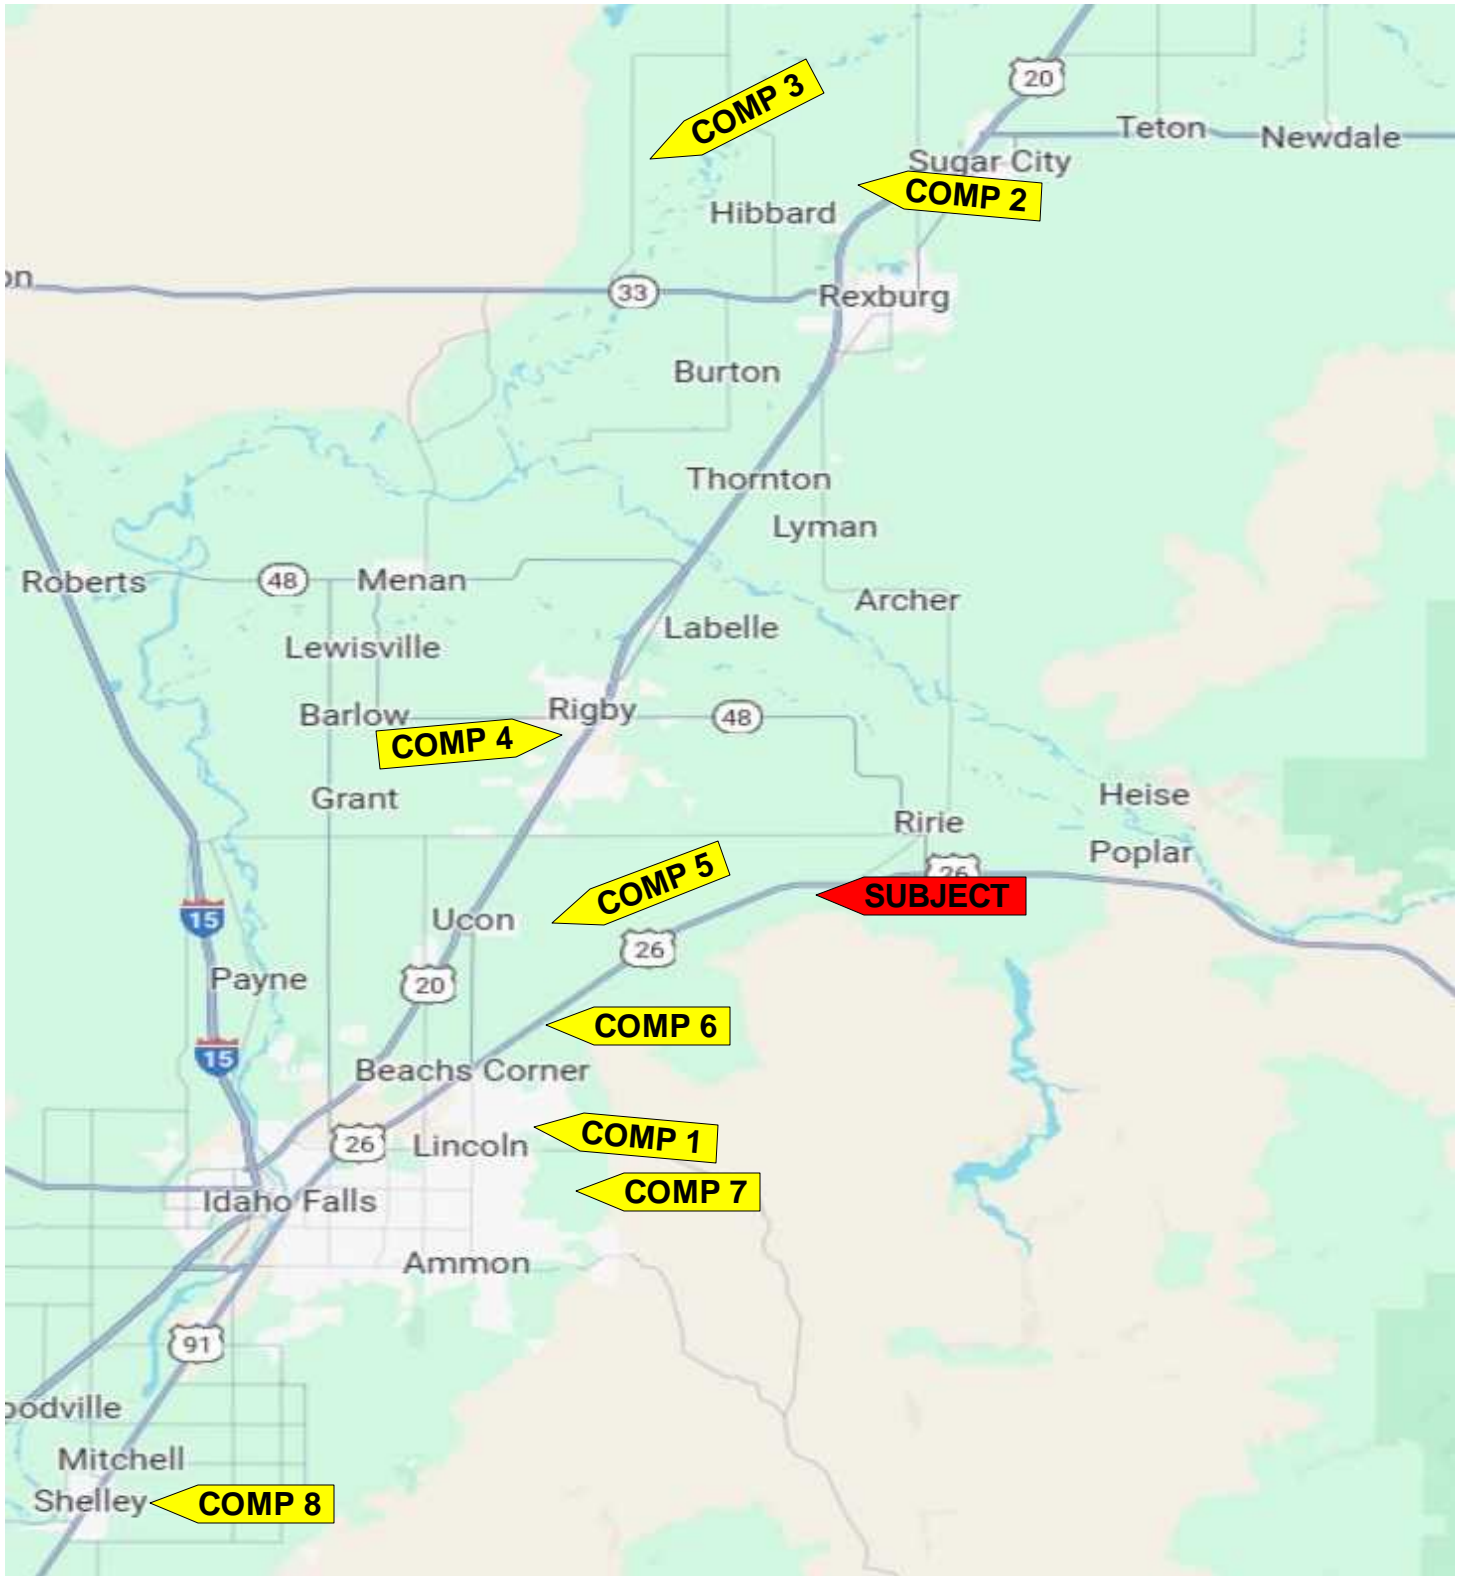 COMP 3
20
Teton
Newdale
Sugar City
COMP 2
Hibbard
on
33
Rexburg
Burton
Thornton
Lyman
Roberts
48
Menan
Archer
Labelle
Lewisville
Rigby
Barlow
48
COMP 4
Heise
Grant
Ririe
Poplar
26
COMP 5
SUBJECT
15
Ucon
26
Payne
20
COMP 6
15
Beachs Corner
COMP 1
26
Lincoln
COMP 7
Idaho Falls
Ammon
91
oodville
Mitchell
Shelley
COMP 8